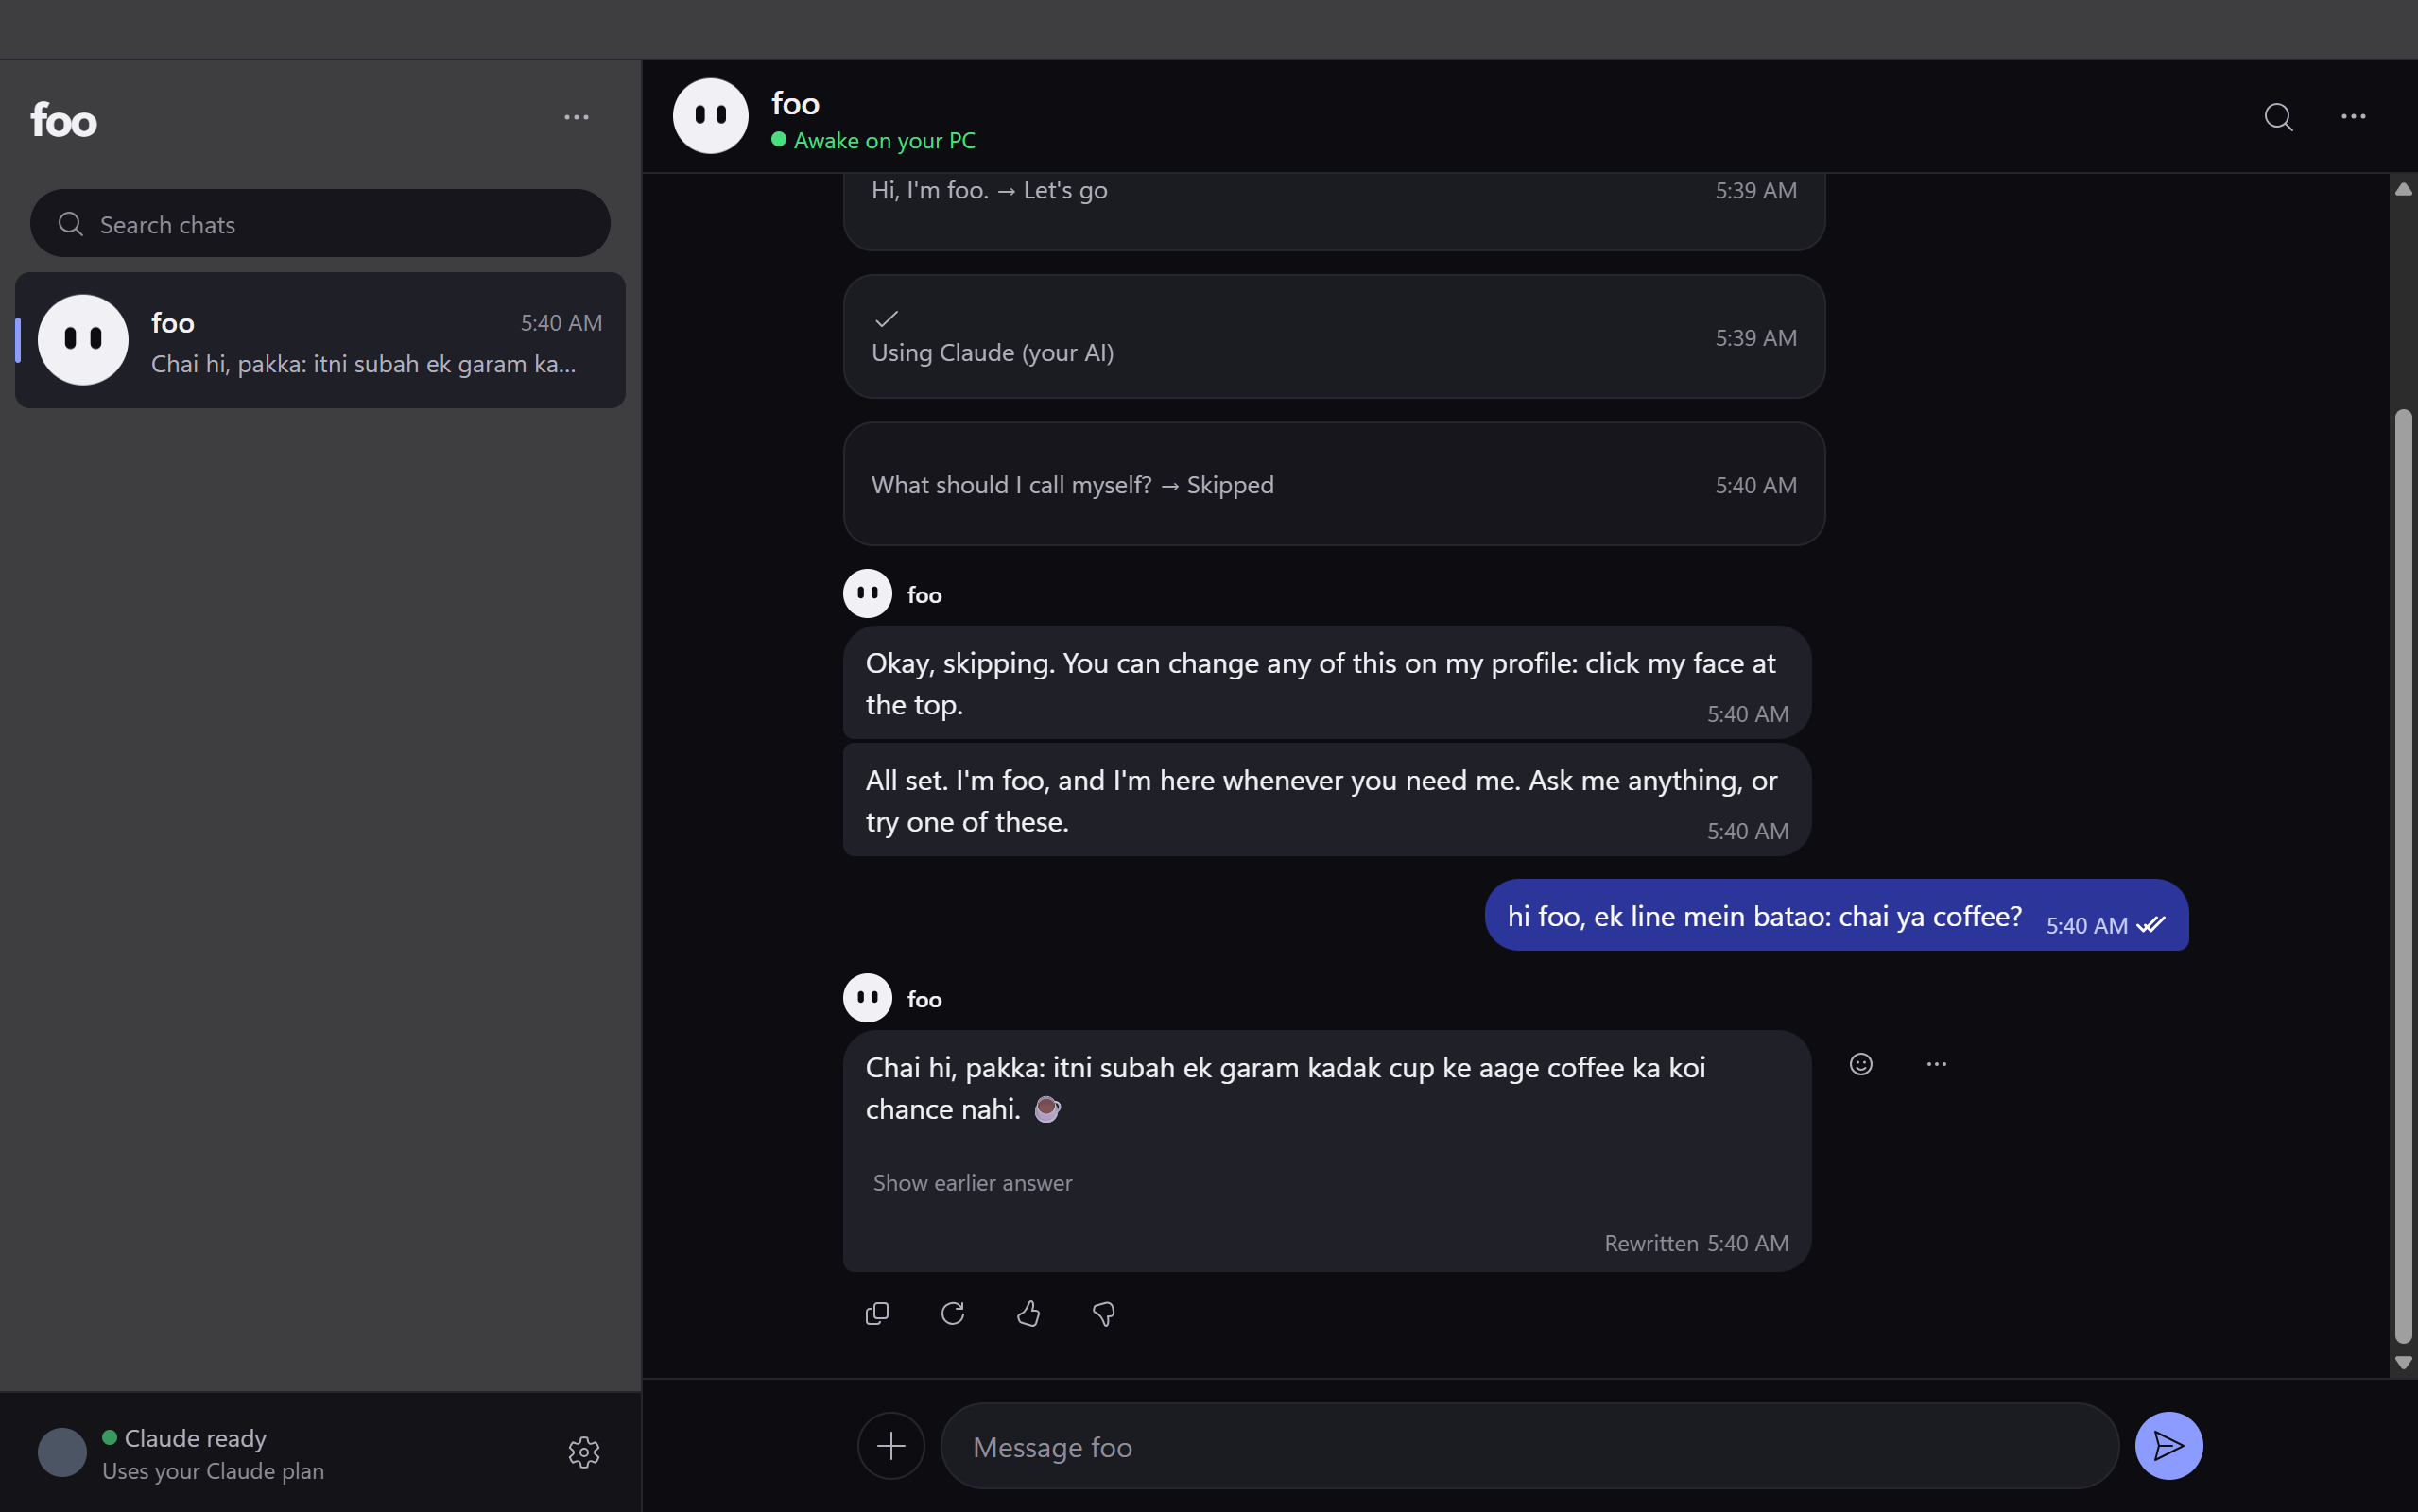 foo
Search chats
foo
5:40 AM
Chai hi, pakka: itni subah ek garam ka...
Claude ready
Uses your Claude plan
foo
Awake on your PC
Hi, I'm foo. → Let's go
5:39 AM
Using Claude (your AI)
5:39 AM
What should I call myself? → Skipped
5:40 AM
foo
Okay, skipping. You can change any of this on my profile: click my face at
the top.
5:40 AM
All set. I'm foo, and I'm here whenever you need me. Ask me anything, or
try one of these.
5:40 AM
hi foo, ek line mein batao: chai ya coffee?
5:40 AM
foo
Chai hi, pakka: itni subah ek garam kadak cup ke aage coffee ka koi
chance nahi. ☕
Show earlier answer
Rewritten 5:40 AM
Message foo